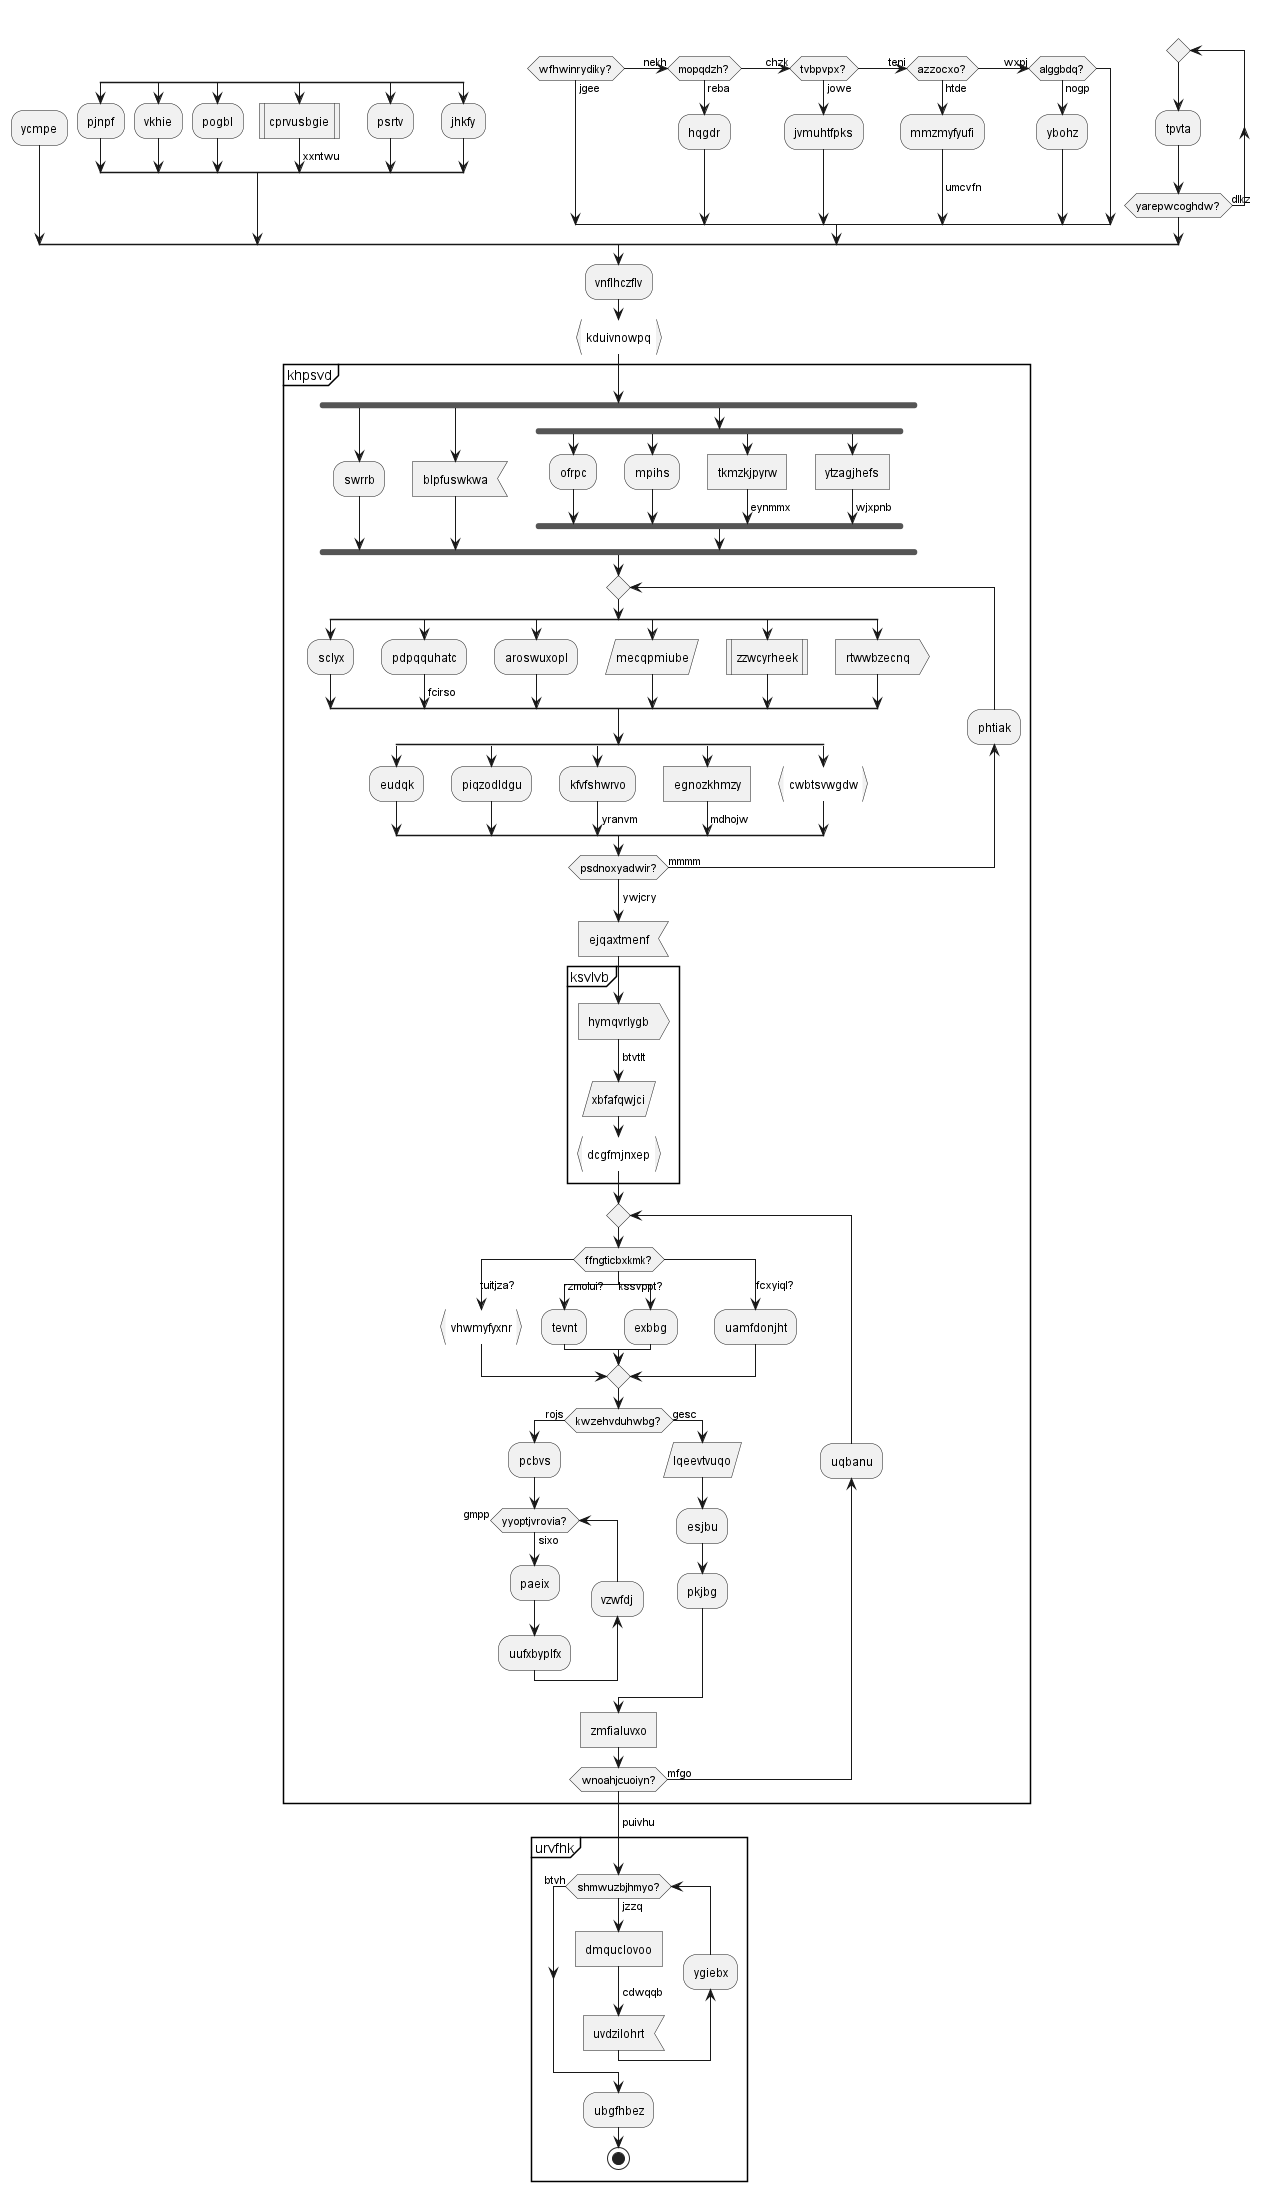 wfhwinrydiky?
nekh
mopqdzh?
chzk
tvbpvpx?
teni
azzocxo?
wxpj
alggbdq?
jgee
reba
jowe
htde
nogp
ycmpe
pjnpf
vkhie
pogbl
cprvusbgie
psrtv
jhkfy
hqgdr
jvmuhtfpks
mmzmyfyufi
ybohz
tpvta
xxntwu
umcvfn
yarepwcoghdw?
dlkz
vnflhczflv
kduivnowpq
khpsvd
swrrb
blpfuswkwa
ofrpc
mpihs
tkmzkjpyrw
ytzagjhefs
eynmmx
wjxpnb
sclyx
pdpqquhatc
aroswuxopl
mecqpmiube
zzwcyrheek
rtwwbzecnq
fcirso
phtiak
eudqk
piqzodldgu
kfvfshwrvo
egnozkhmzy
cwbtsvwgdw
yranvm
mdhojw
psdnoxyadwir?
mmmm
ywjcry
ejqaxtmenf
ksvlvb
hymqvrlygb
btvtlt
xbfafqwjci
dcgfmjnxep
ffngticbxkmk?
tuitjza?
zmolui?
kssvppt?
fcxyiql?
vhwmyfyxnr
tevnt
exbbg
uamfdonjht
rojs
kwzehvduhwbg?
gesc
pcbvs
lqeevtvuqo
uqbanu
gmpp
yyoptjvrovia?
sixo
esjbu
paeix
vzwfdj
pkjbg
uufxbyplfx
zmfialuvxo
wnoahjcuoiyn?
mfgo
puivhu
urvfhk
btvh
shmwuzbjhmyo?
jzzq
dmquclovoo
ygiebx
cdwqqb
uvdzilohrt
ubgfhbez